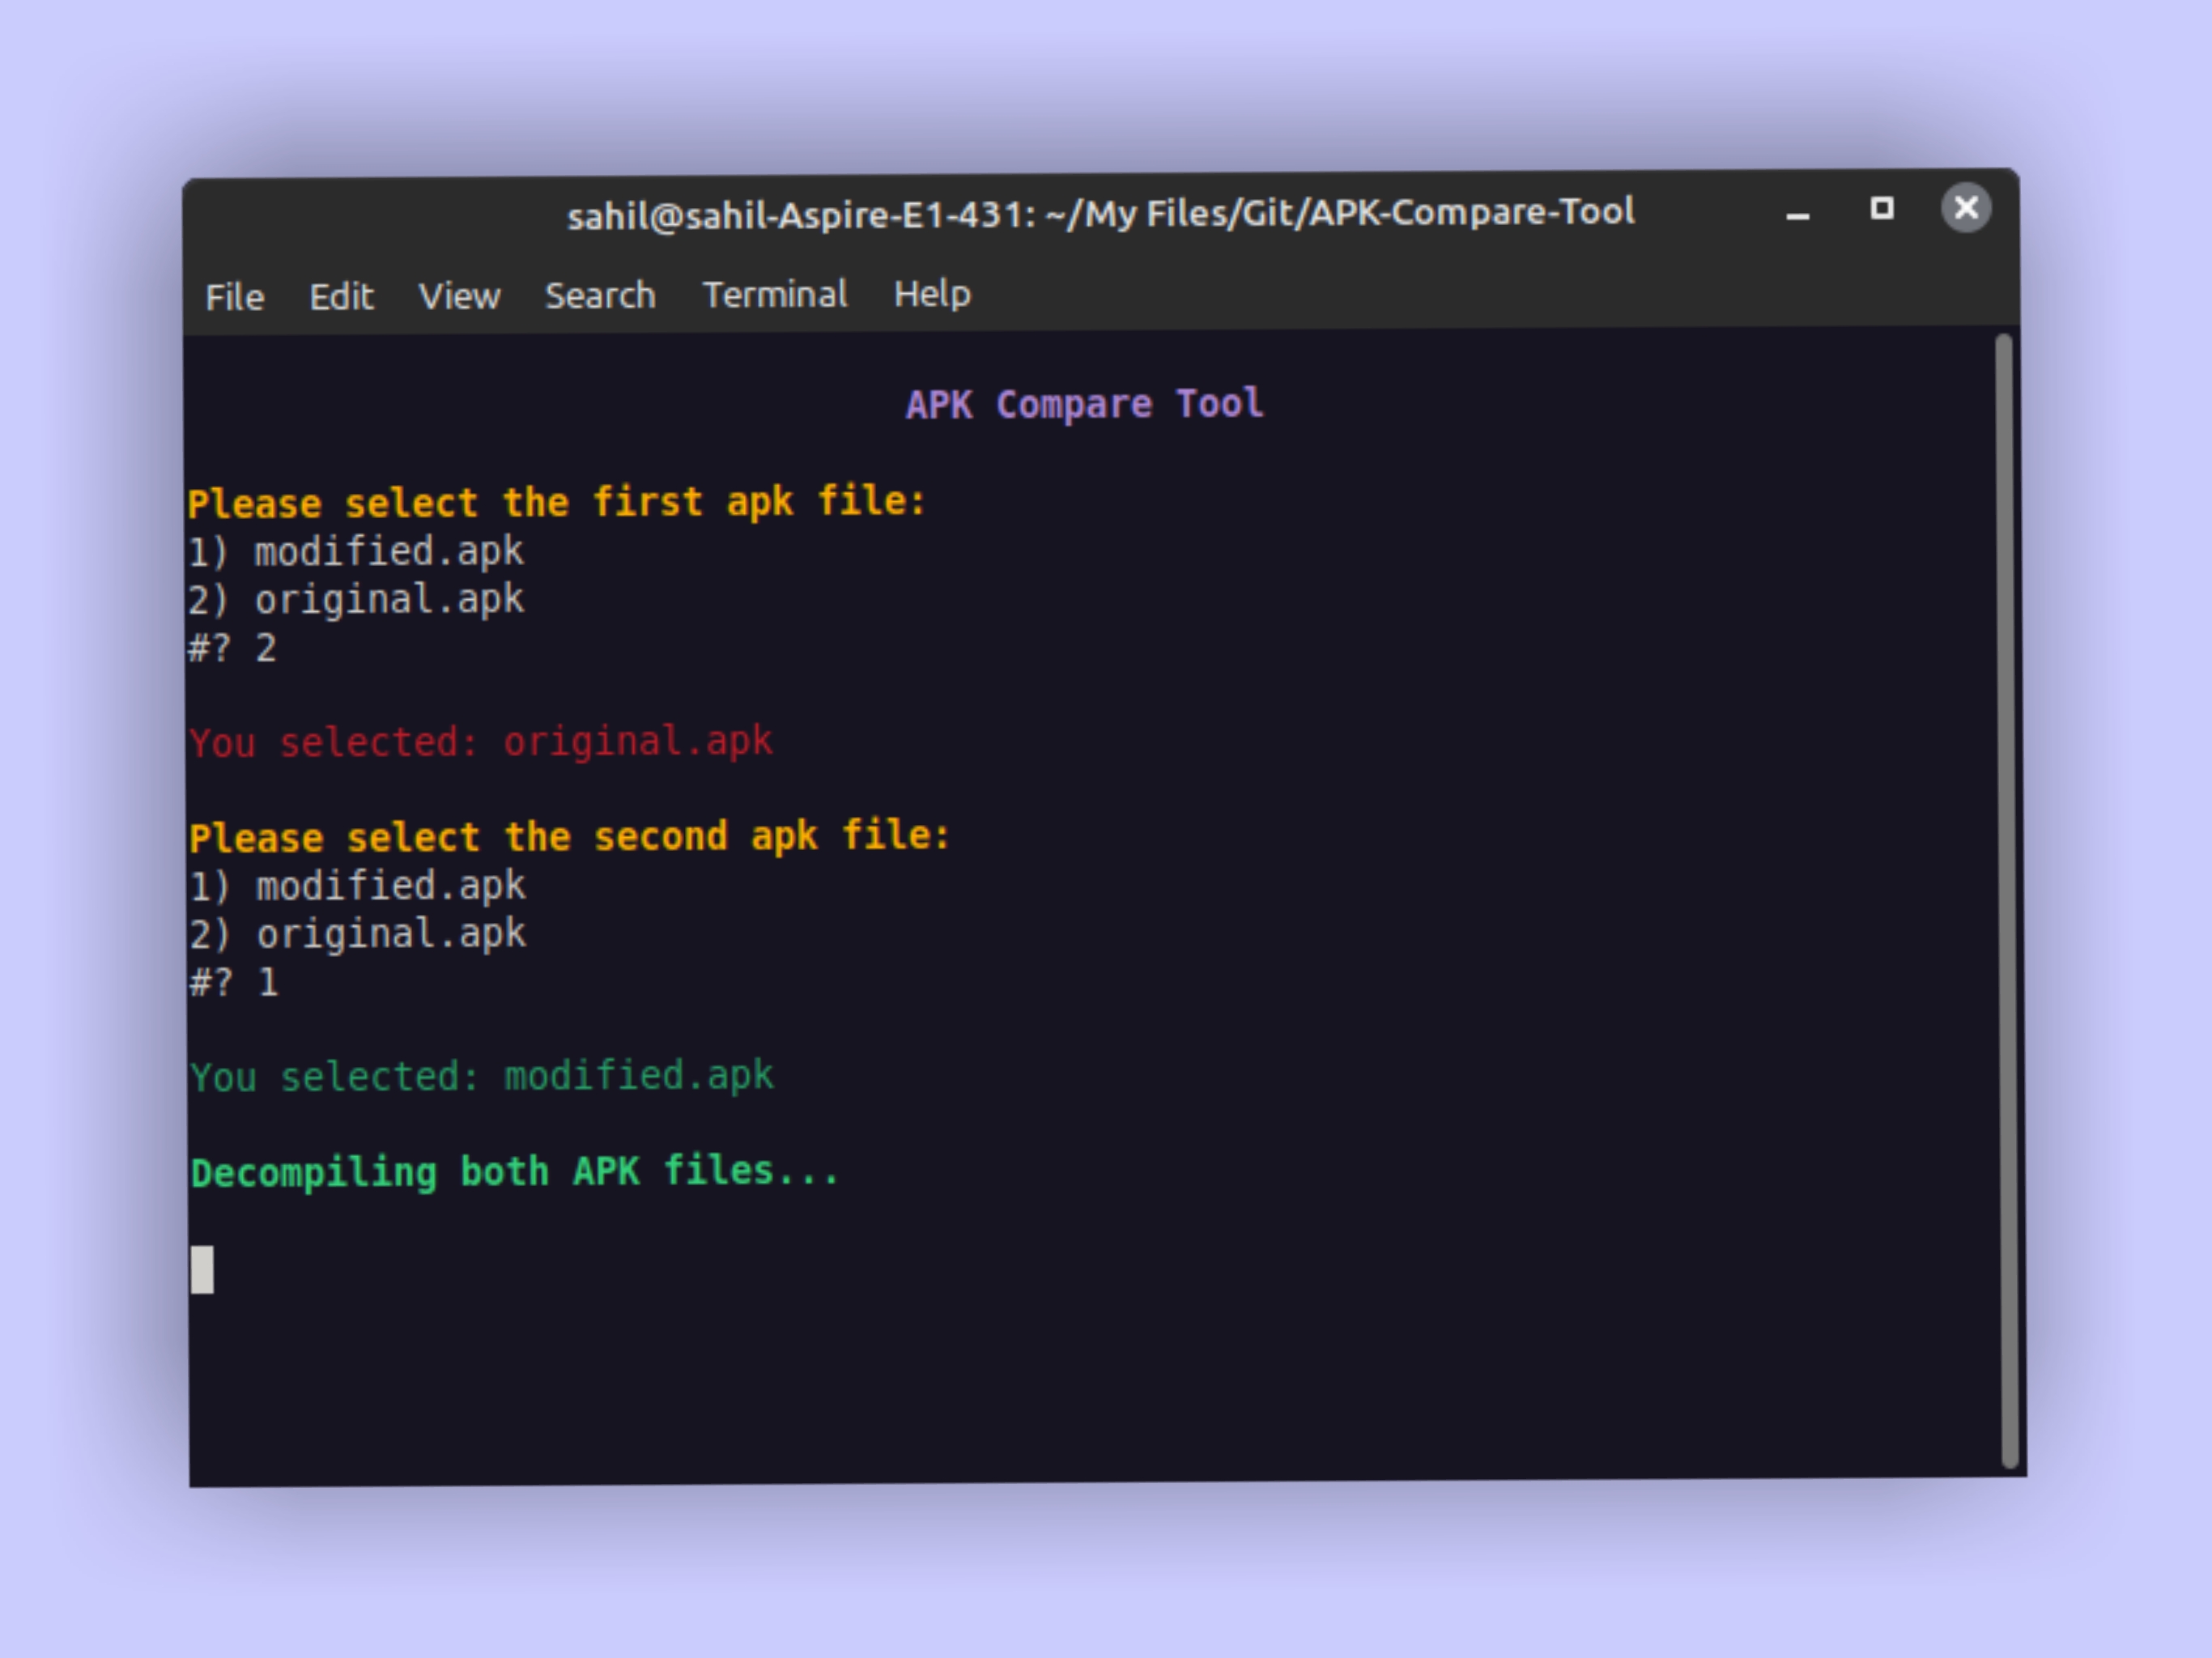 sahil@sahil-Aspire-E1-431: ~/My Files/Git/APK-Compare-Tool
File Edit View Search Terminal Help
APK Compare Tool
Please select the first apk file:
1) modified.apk
2) original.apk
#? 2
You selected: original.apk
Please select the second apk file:
1) modified.apk
2) original.apk
#? 1
You selected: modified.apk
Decompiling both APK files...